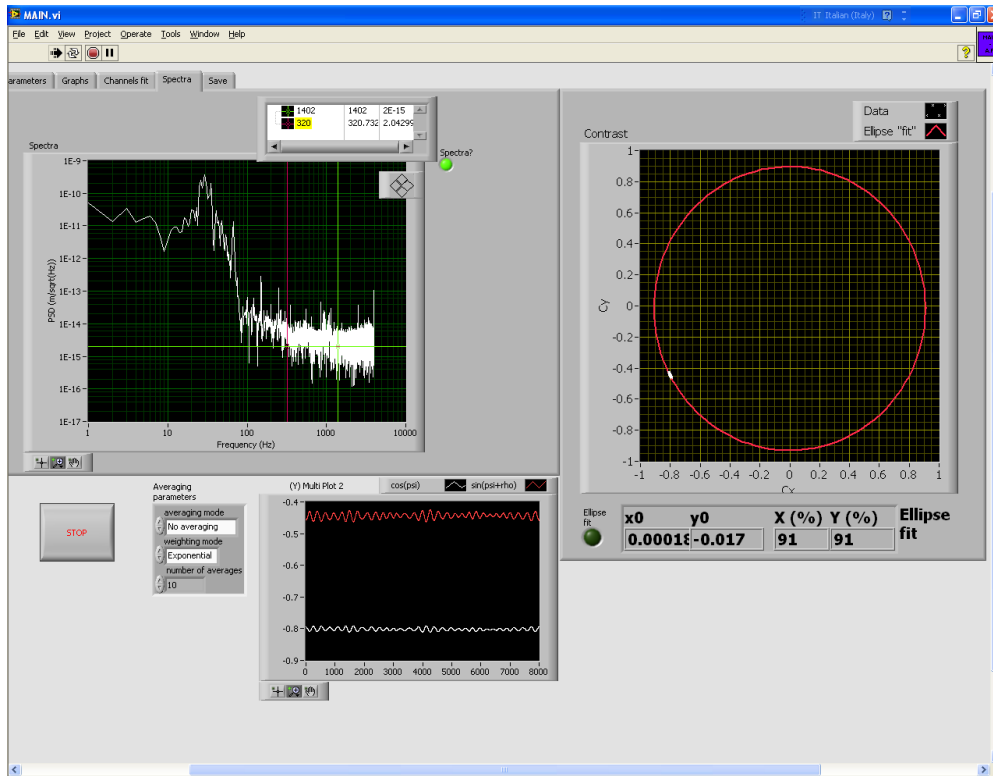 MAIN.vi
IT Italian (Italy)
File Edit View Project Operate Tools Window Help
arameters Graphs Channels fit Spectra Save
1402 1402 2E-15
320 320.732 2.04299
Spectra
Spectra?
1E-9
1E-10
1E-11
1E-12
1E-13
1E-14
1E-15
1E-16
1E-17
PSD (m/sqrt(Hz))
1 10 100 1000 10000
Frequency (Hz)
Data
Ellipse "fit"
Contrast
1
0.8
0.6
0.4
0.2
0
-0.2
-0.4
-0.6
-0.8
-1
Cy
-1 -0.8 -0.6 -0.4 -0.2 0 0.2 0.4 0.6 0.8 1
Cx
STOP
Averaging
parameters
averaging mode
No averaging
weighting mode
Exponential
number of averages
10
(Y) Multi Plot 2
cos(psi) sin(psi+rho)
-0.4
-0.5
-0.6
-0.7
-0.8
-0.9
0 1000 2000 3000 4000 5000 6000 7000 8000
Ellipse
fit
x0 y0 X (%) Y (%)
0.00018 -0.017 91 91
Ellipse
fit